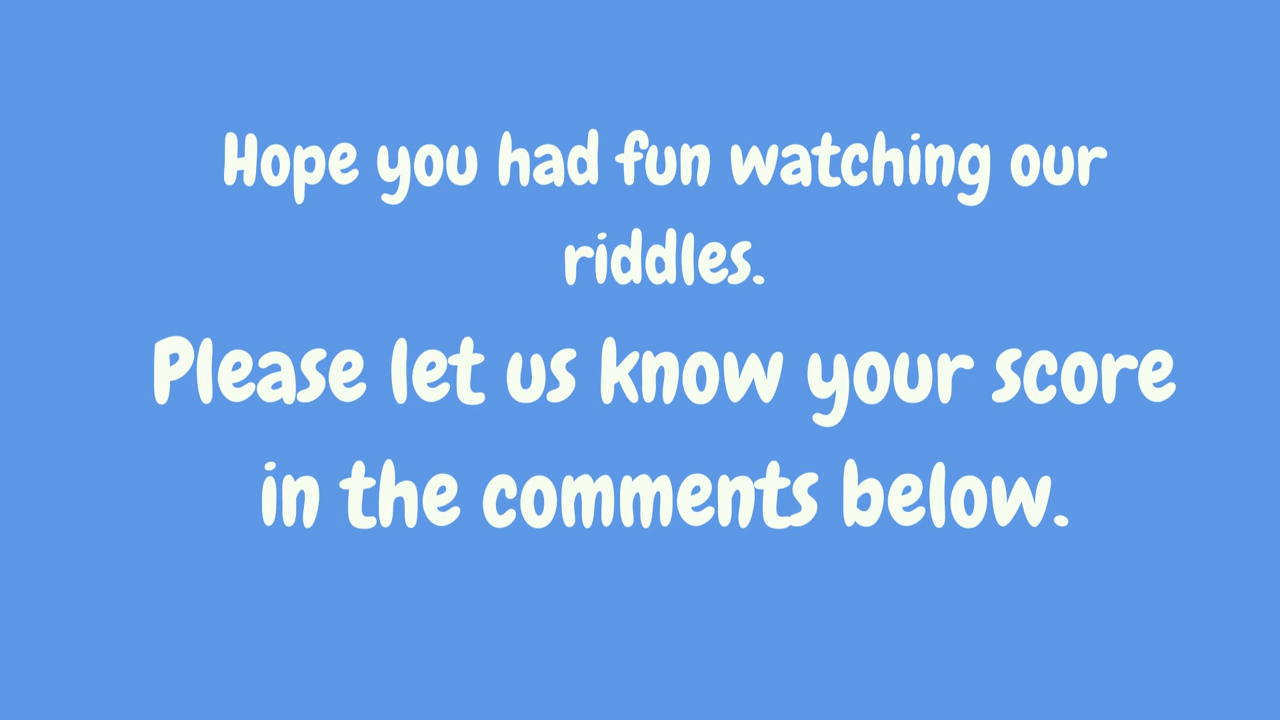 Hope you had fun watching our
riddles.
Please let us know your score
in the comments below.